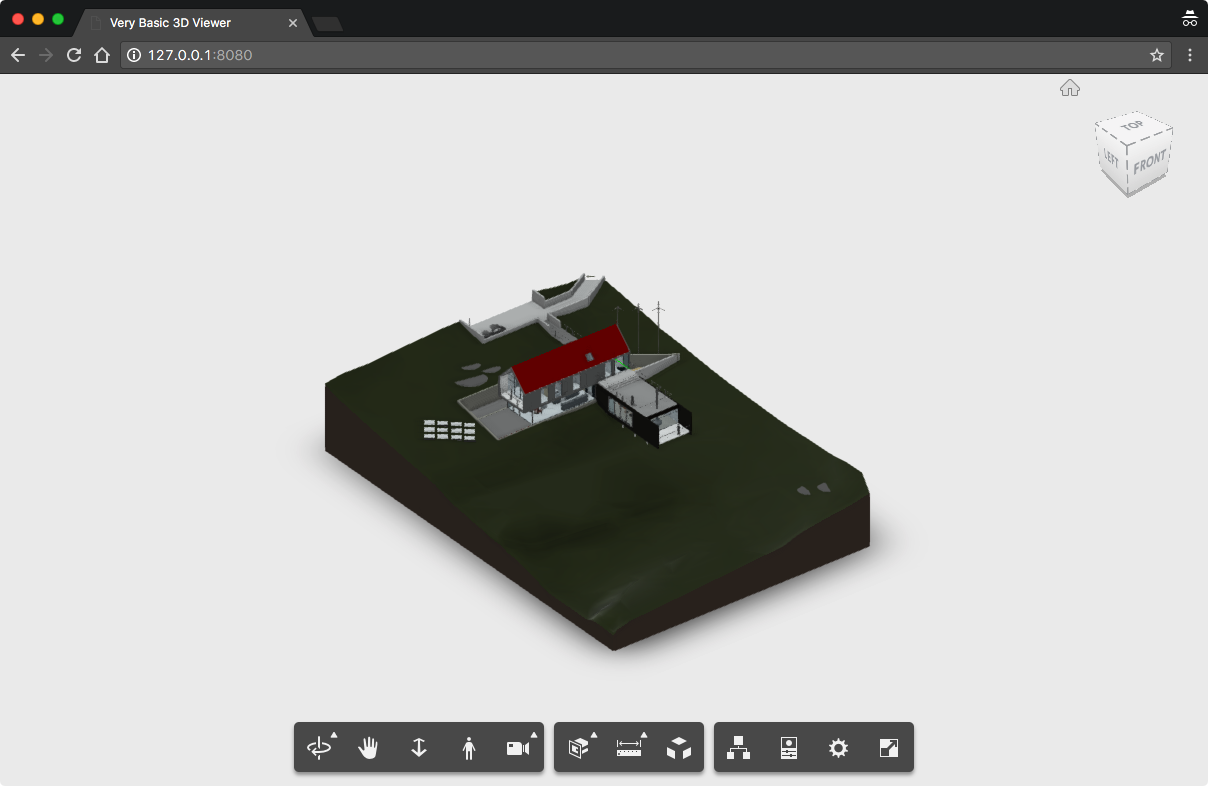 Very Basic 3D Viewer
127.0.0.1:8080
TOP
LEFT
FRONT